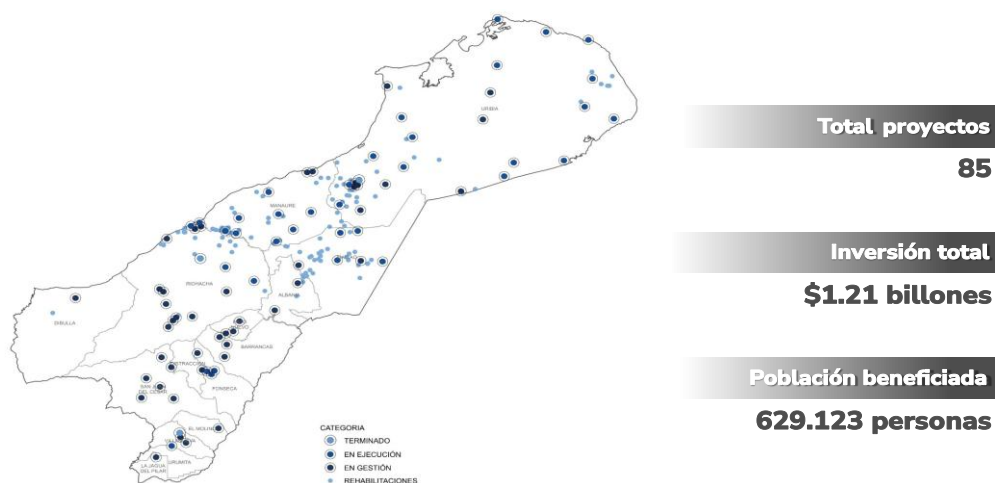 URIBIA
MANAURE
RIOHACHA
ALBANIA
DIBULLA
BARRANCAS
DISTRACCIÓN
FONSECA
SAN JUAN
DEL CESAR
EL MOLINO
URUMITA
LA JAGUA
DEL PILAR
CATEGORIA
TERMINADO
EN EJECUCIÓN
EN GESTIÓN
REHABILITACIONES
Total proyectos
85
Inversión total
$1.21 billones
Población beneficiada
629.123 personas